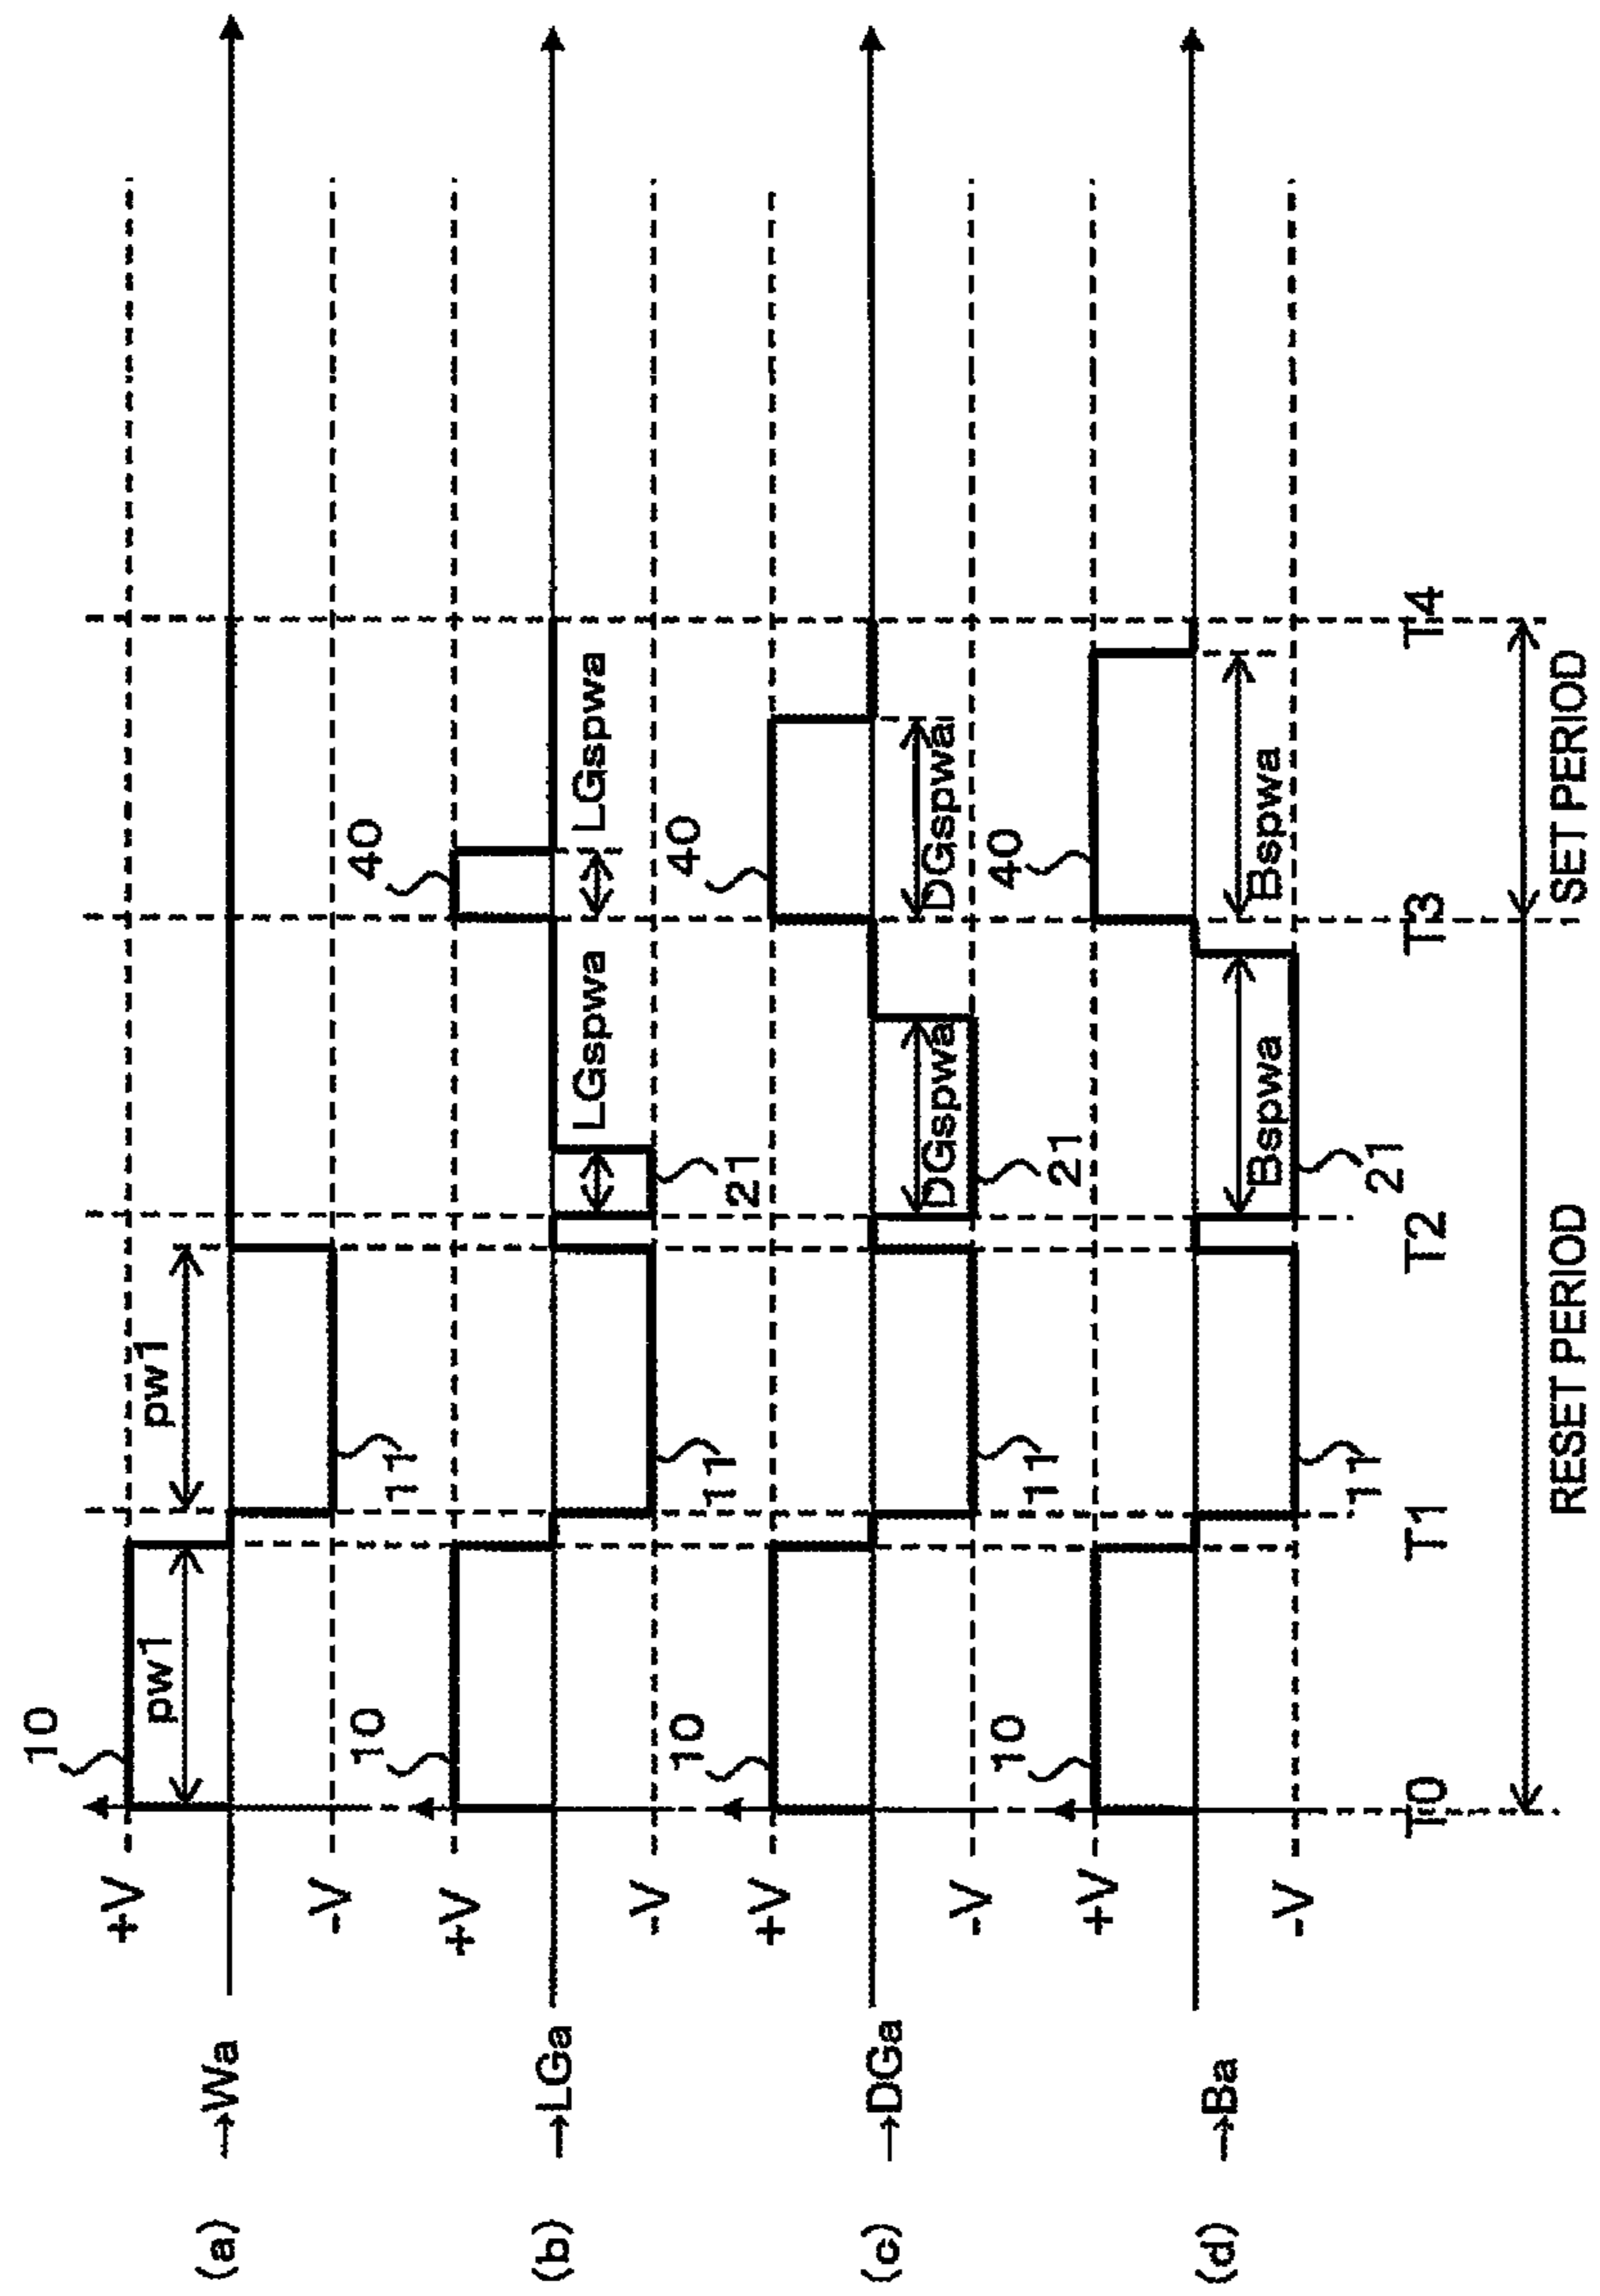 (a) →Wa
+V
-V
10
pw1
pw1
11
(b) →LGa
+V
-V
10
11
21
LGspwa
40
LGspwa
(c) →DGa
+V
-V
10
11
21
DGspwa
40
DGspwa
(d) →Ba
+V
-V
10
11
21
Bspwa
40
Bspwa
T0 T1 T2 T3 T4
RESET PERIOD SET PERIOD